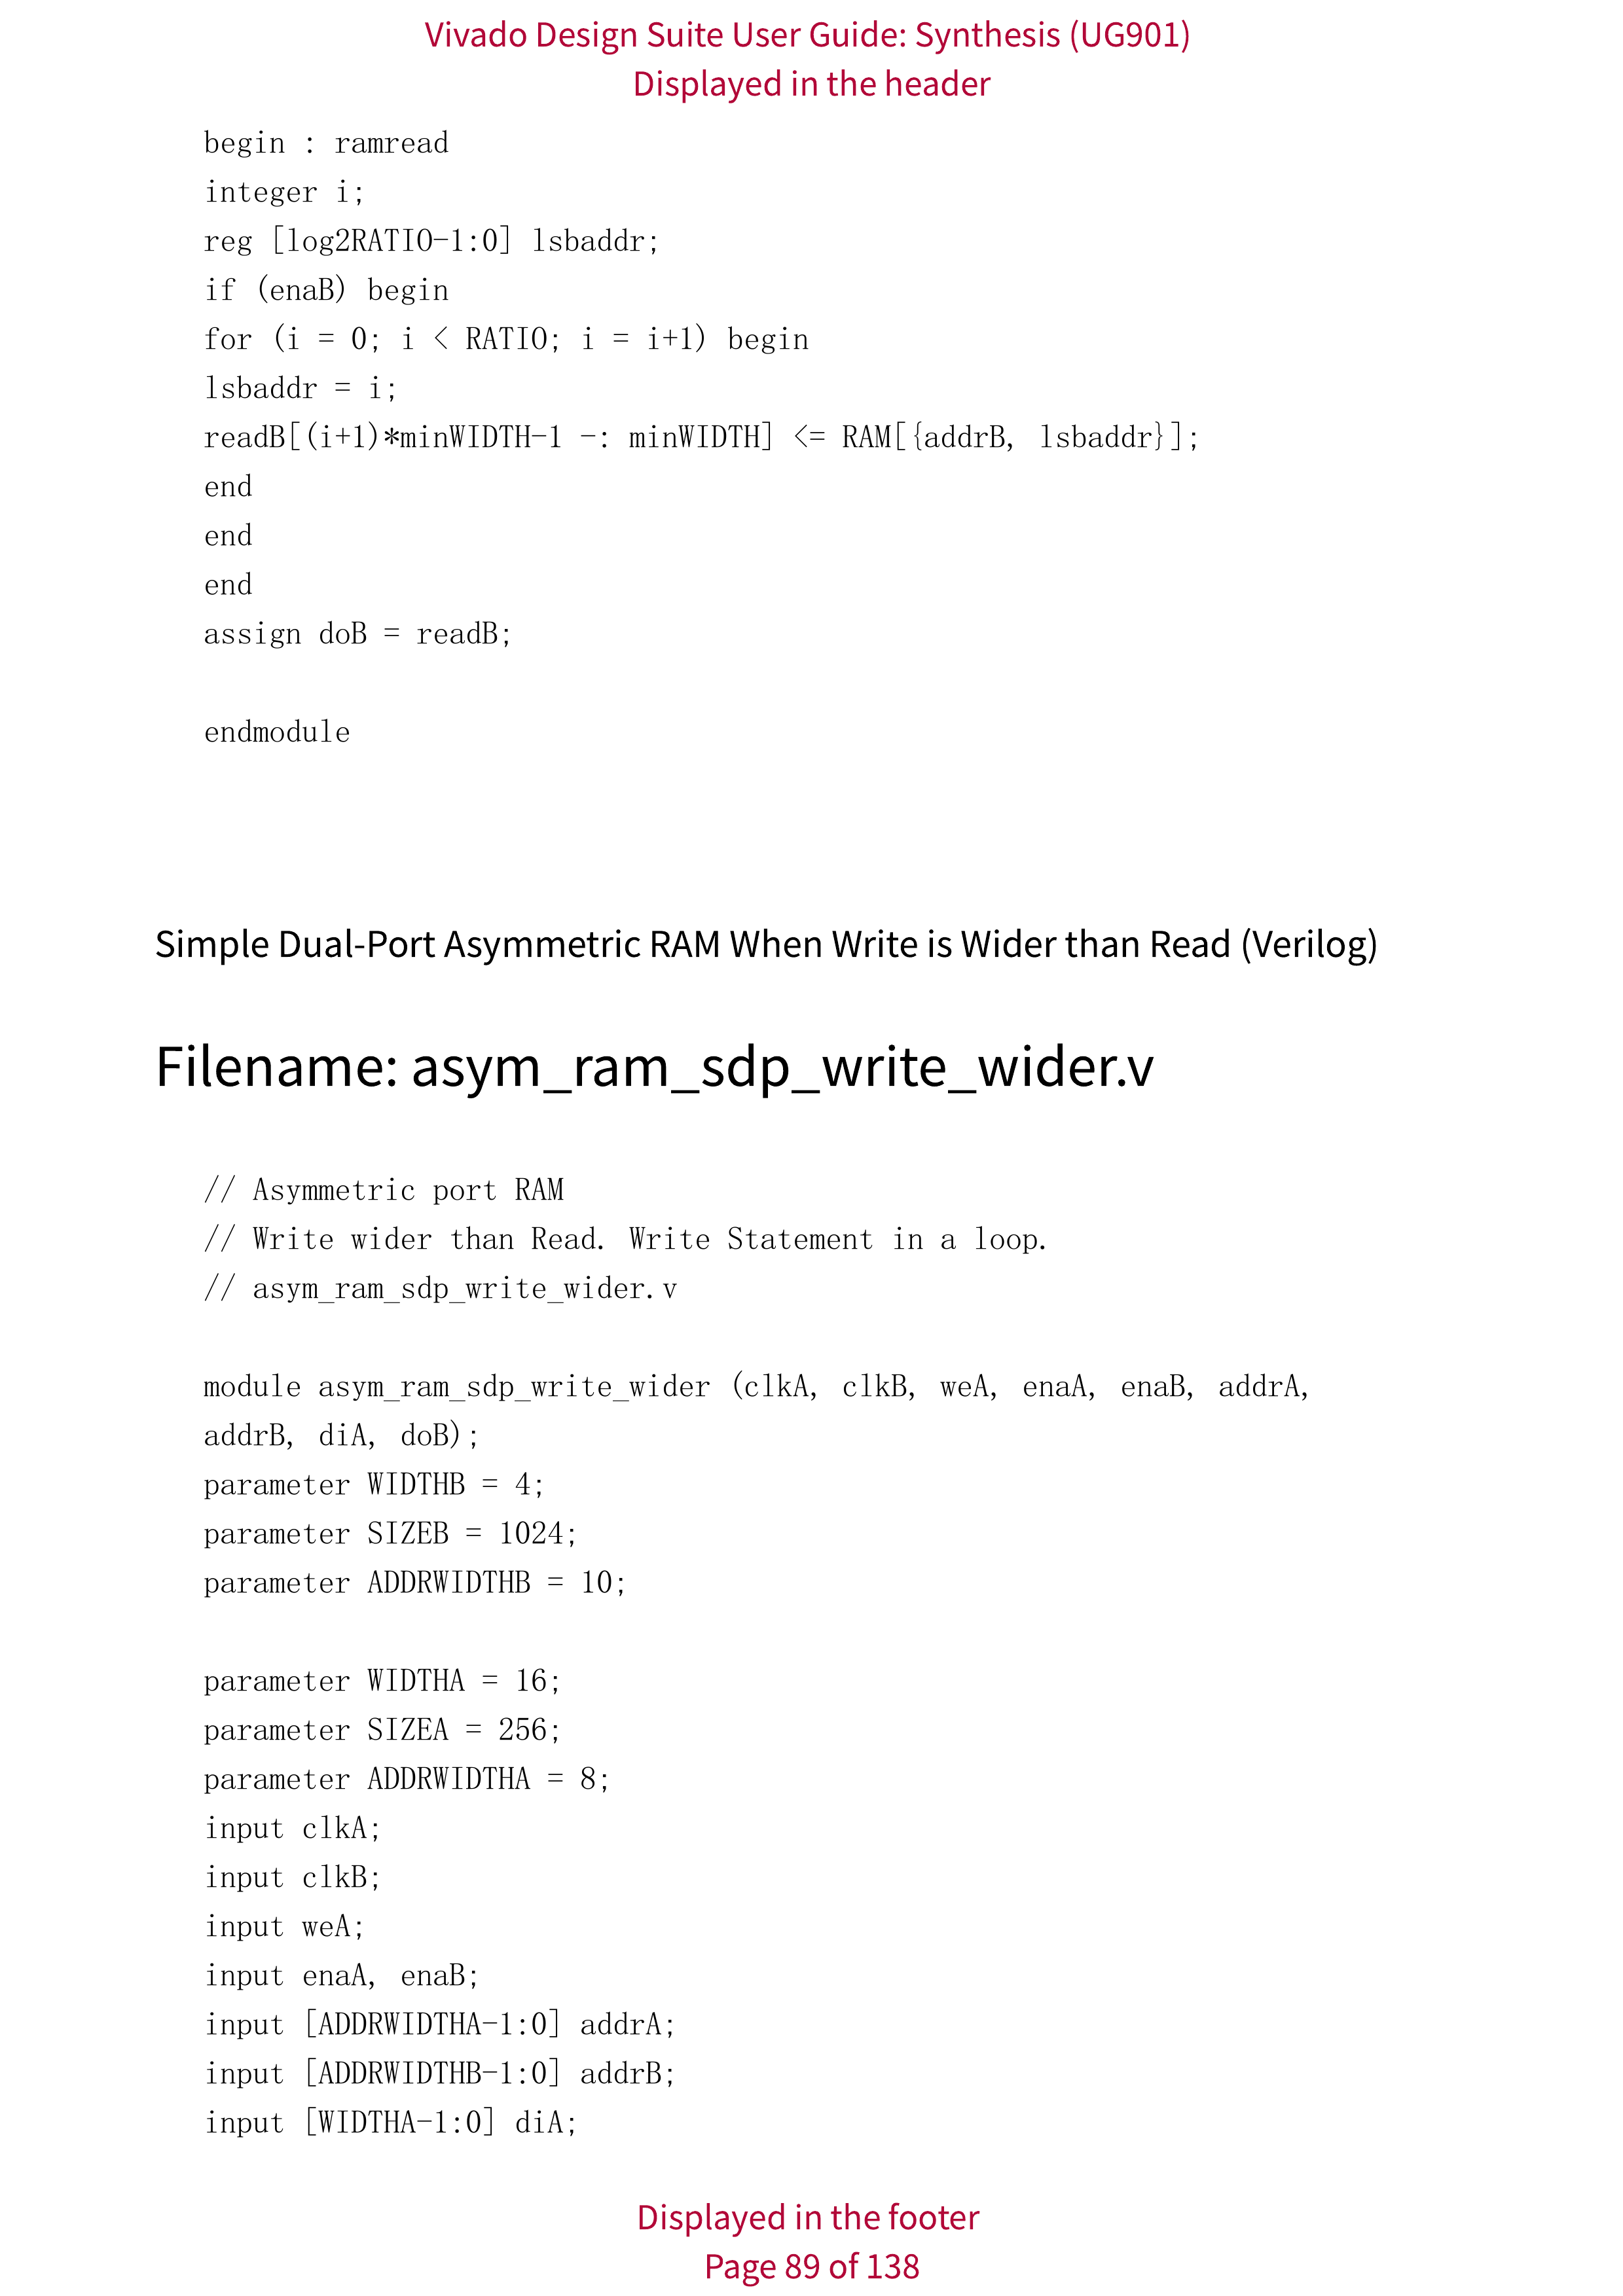 Vivado Design Suite User Guide: Synthesis (UG901)
Displayed in the header
begin : ramread
integer i;
reg [log2RATIO-1:0] lsbaddr;
if (enaB) begin
for (i = 0; i < RATIO; i = i+1) begin
lsbaddr = i;
readB[(i+1)*minWIDTH-1 -: minWIDTH] <= RAM[{addrB, lsbaddr}];
end
end
end
assign doB = readB;
endmodule
Simple Dual-Port Asymmetric RAM When Write is Wider than Read (Verilog)
Filename: asym_ram_sdp_write_wider.v
// Asymmetric port RAM
// Write wider than Read. Write Statement in a loop.
// asym_ram_sdp_write_wider.v
module asym_ram_sdp_write_wider (clkA, clkB, weA, enaA, enaB, addrA,
addrB, diA, doB);
parameter WIDTHB = 4;
parameter SIZEB = 1024;
parameter ADDRWIDTHB = 10;
parameter WIDTHA = 16;
parameter SIZEA = 256;
parameter ADDRWIDTHA = 8;
input clkA;
input clkB;
input weA;
input enaA, enaB;
input [ADDRWIDTHA-1:0] addrA;
input [ADDRWIDTHB-1:0] addrB;
input [WIDTHA-1:0] diA;
Displayed in the footer
Page 89 of 138